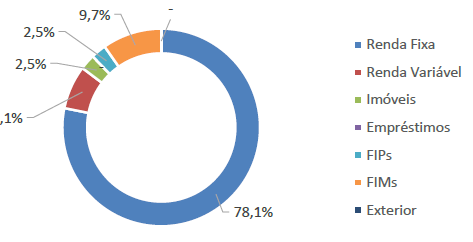 9,7%
-
2,5%
2,5%
-
,1%
78,1%
Renda Fixa
Renda Variável
Imóveis
Empréstimos
FIPs
FIMs
Exterior